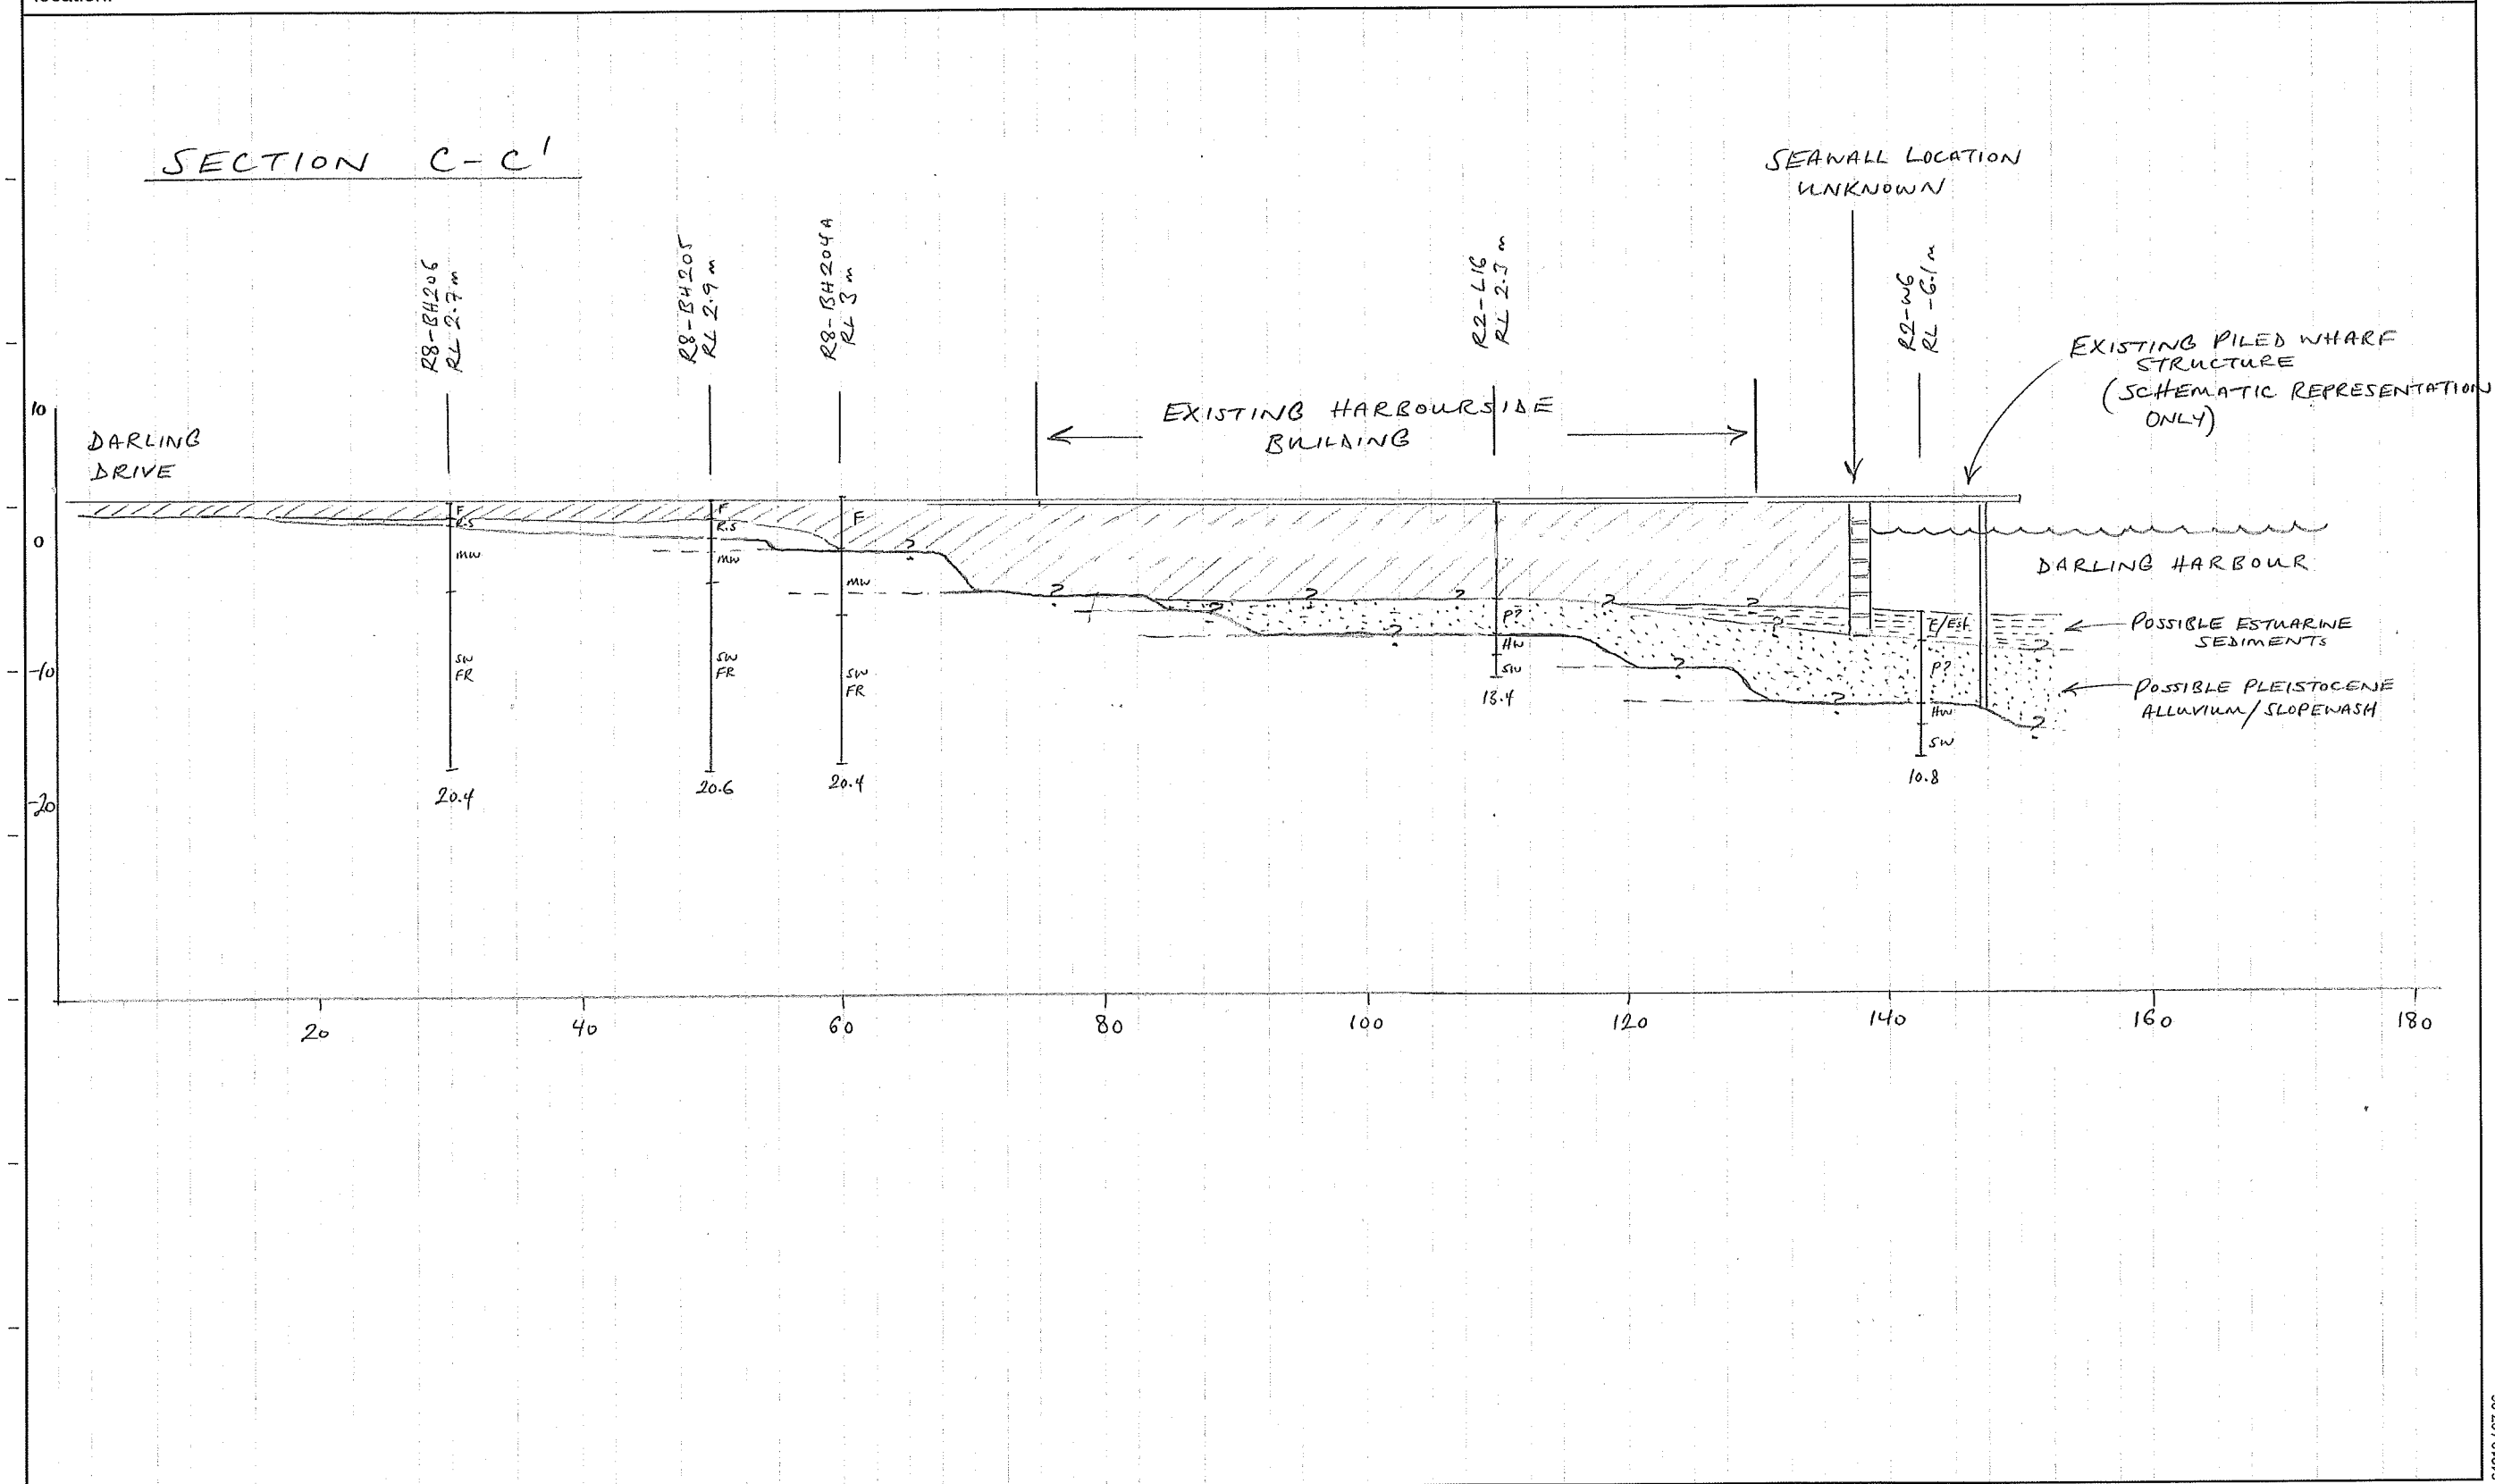 SECTION C-C'
SEAWALL LOCATION
UNKNOWN
R8-BH206
RL 2.7m
R8-BH205
RL 2.9m
R8-BH204A
RL 3m
R2-L16
RL 2.3m
R2-W6
RL -6.1m
EXISTING PILED WHARF
STRUCTURE
(SCHEMATIC REPRESENTATION
ONLY)
EXISTING HARBOURSIDE
BUILDING
DARLING
DRIVE
10
0
-10
-20
F
R.S
MW
SW
FR
20.4
F
R.S
MW
SW
FR
20.6
F
MW
SW
FR
20.4
?
?
?
?
?
?
?
?
?
?
?
?
?
?
P?
HW
SW
13.4
P?
HW
SW
10.8
DARLING HARBOUR
POSSIBLE ESTUARINE
SEDIMENTS
POSSIBLE PLEISTOCENE
ALLUVIUM/SLOPEWASH
20
40
60
80
100
120
140
160
180